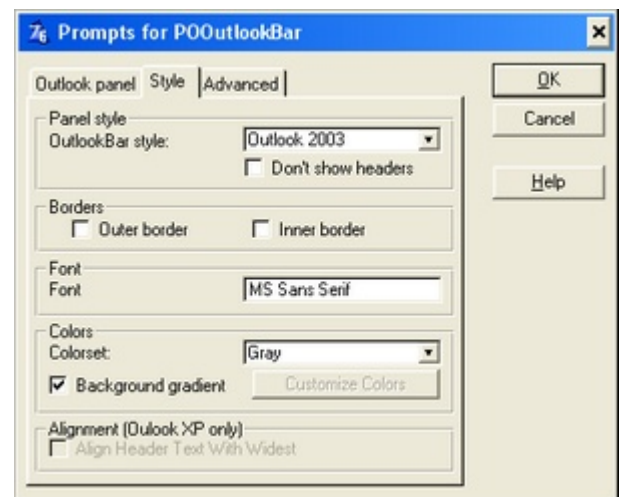 Prompts for POOutlookBar
Outlook panel Style Advanced
OK
Cancel
Help
Panel style
OutlookBar style: Outlook 2003
Don't show headers
Borders
Outer border Inner border
Font
Font MS Sans Serif
Colors
Colorset: Gray
Background gradient Customize Colors
Alignment (Oulook XP only)
Align Header Text With Widest